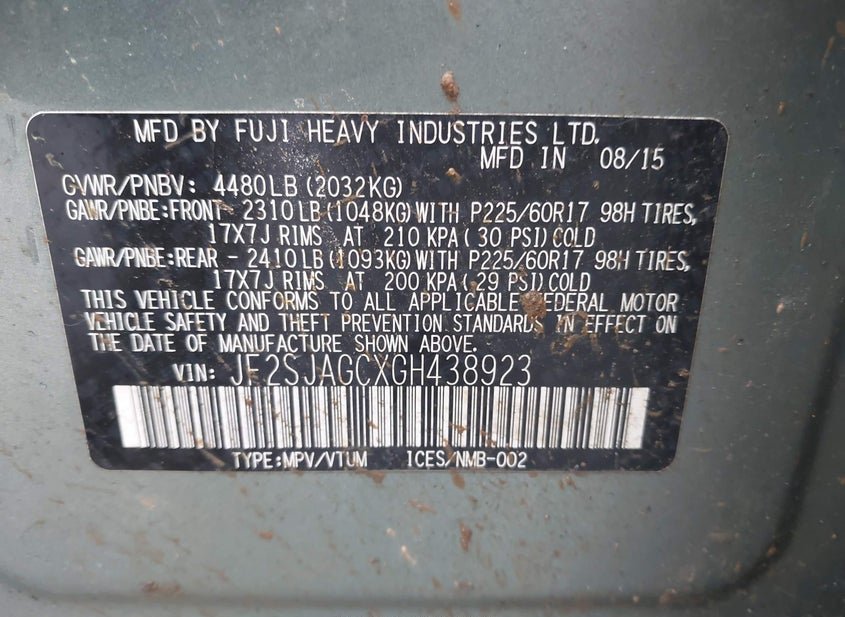 MFD BY FUJI HEAVY INDUSTRIES LTD.
MFD IN 08/15
GVWR/PNBV: 4480LB (2032KG)
GAWR/PNBE:FRONT 2310LB (1048KG) WITH P225/60R17 98H TIRES,
17X7J RIMS AT 210 KPA( 30 PSI) COLD
GAWR/PNBE:REAR - 2410LB (1093KG) WITH P225/60R17 98H TIRES,
17X7J RIMS AT 200 KPA ( 29 PSI) COLD
THIS VEHICLE CONFORMS TO ALL APPLICABLE FEDERAL MOTOR
VEHICLE SAFETY AND THEFT PREVENTION STANDARDS IN EFFECT ON
THE DATE OF MANUFACTURE SHOWN ABOVE.
VIN: JF2SJAGCXGH438923
TYPE:MPV/VTUM ICES/NMB-002